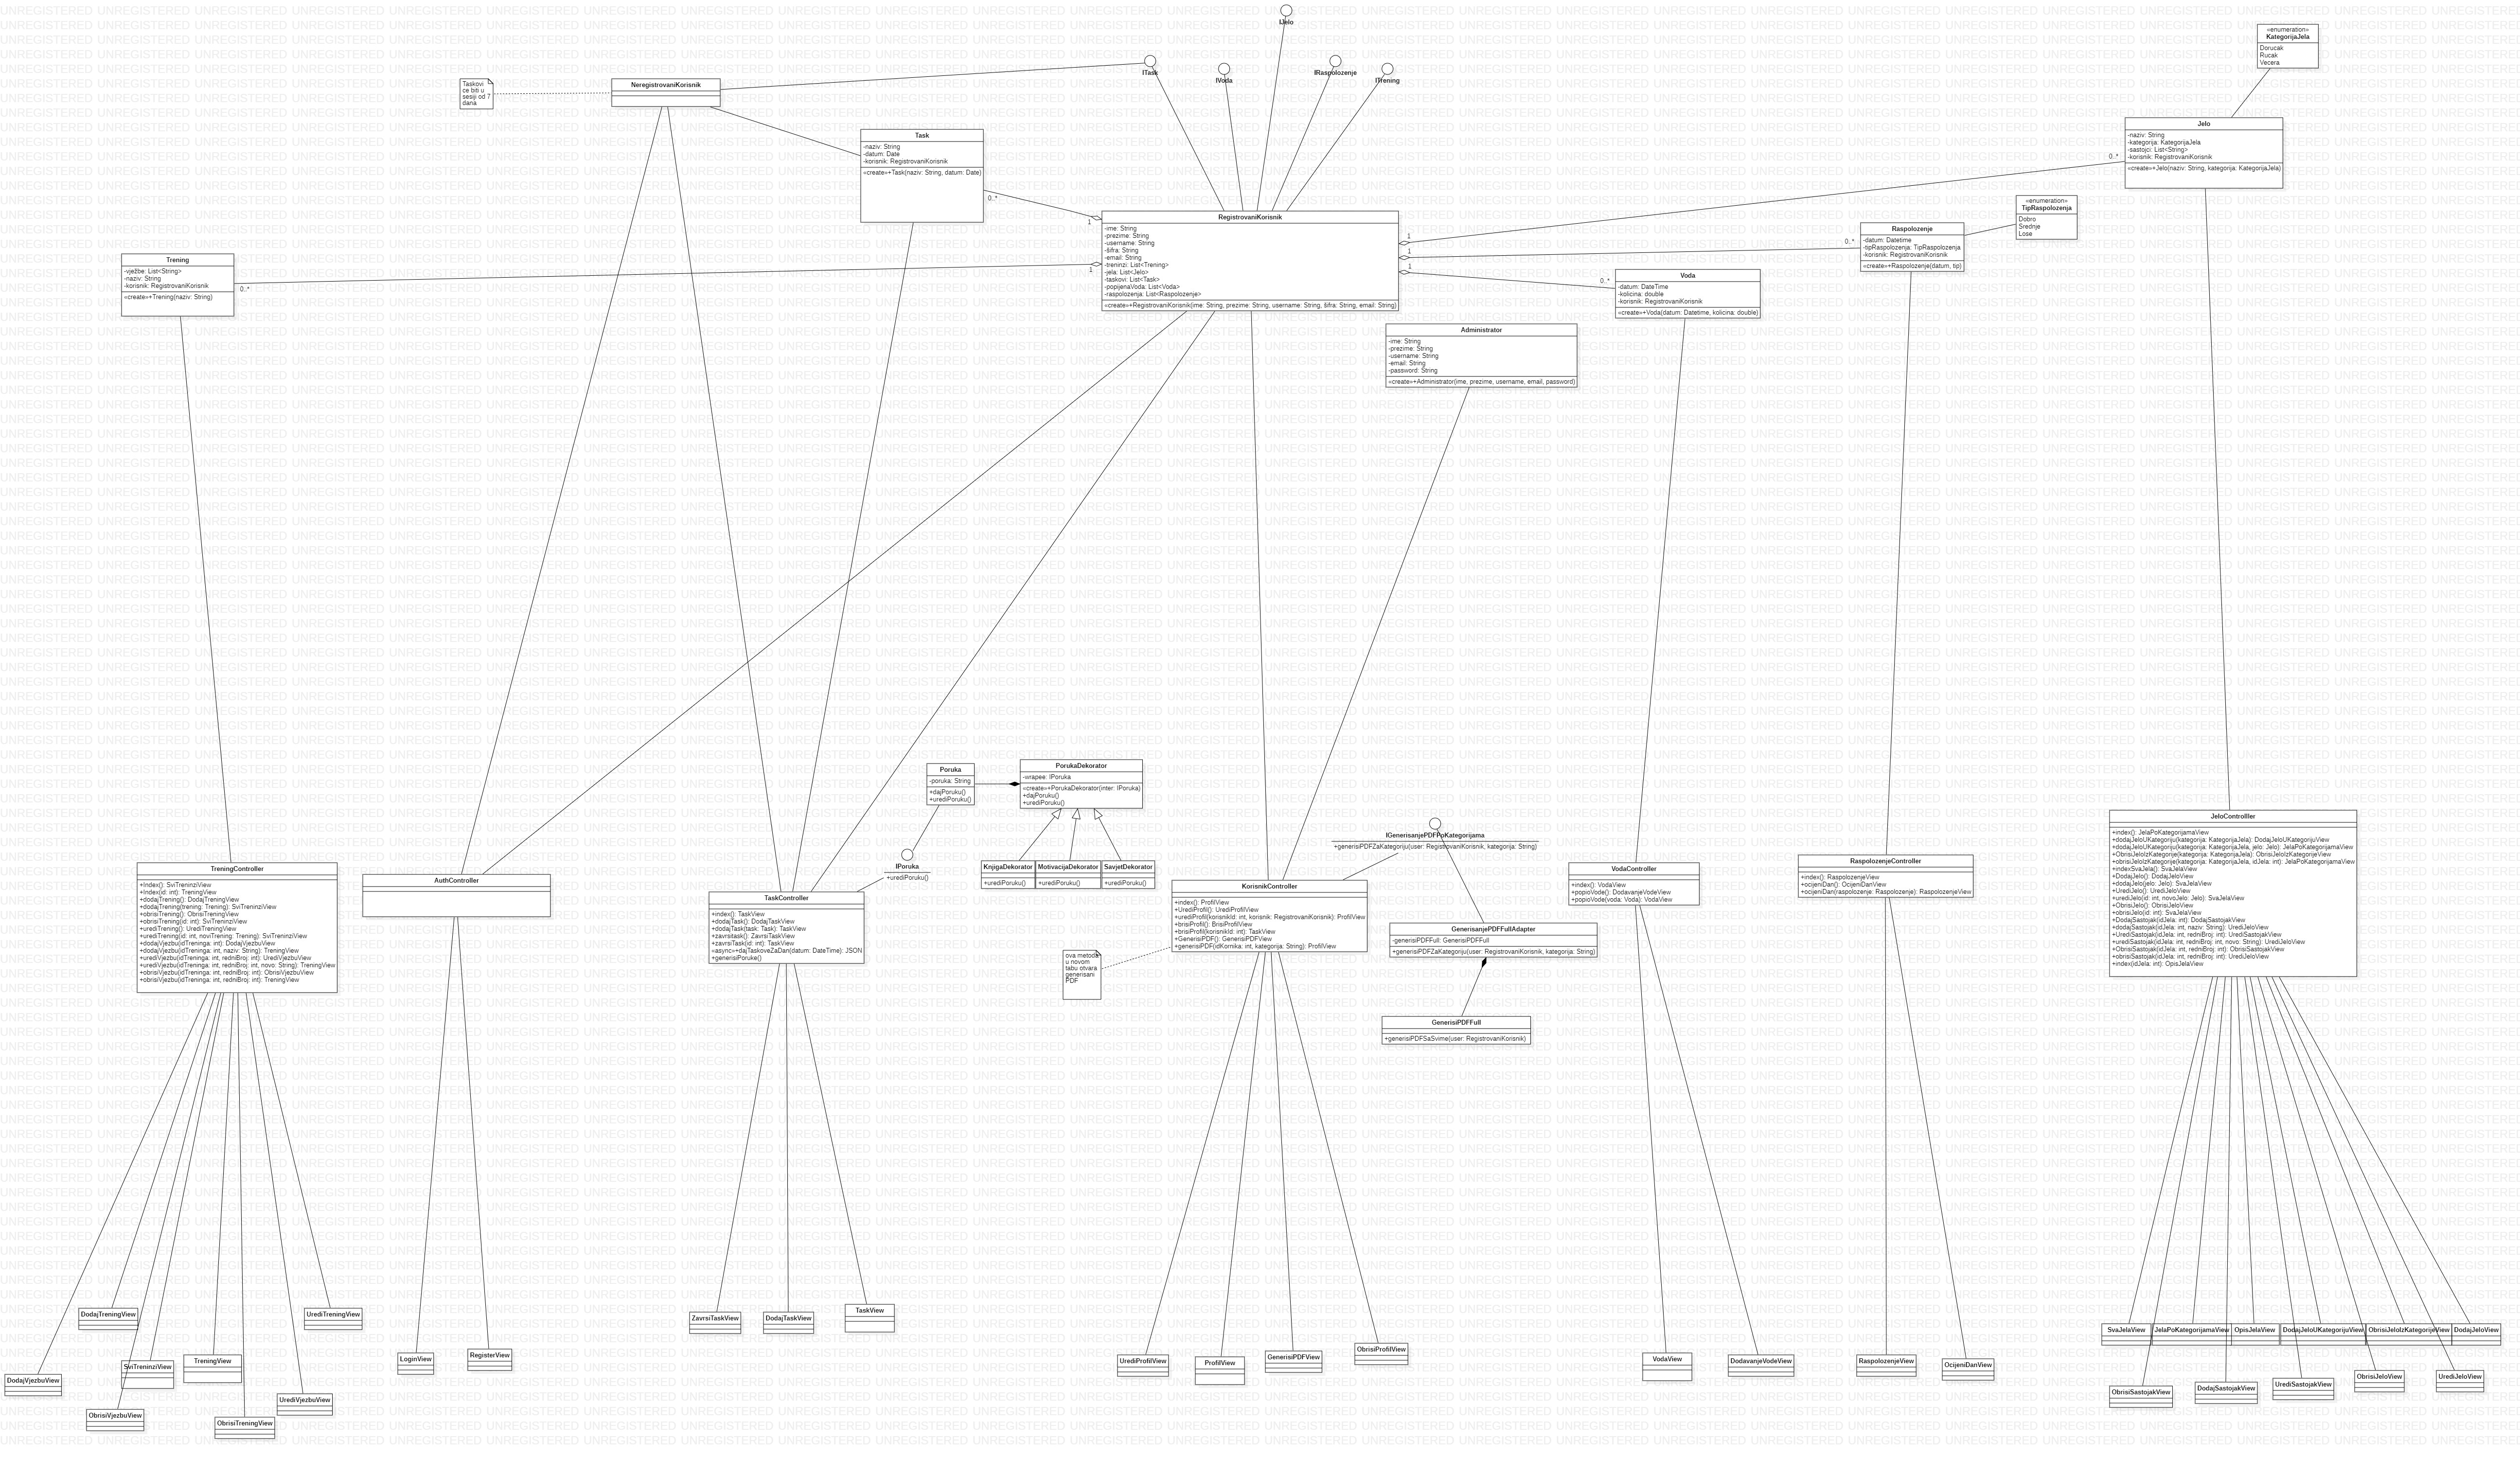 IJelo
«enumeration»
KategorijaJela
Dorucak
Rucak
Vecera
ITask
IVoda
IRaspolozenje
ITrening
Taskovi
ce biti u
sesiji od 7
dana
NeregistrovaniKorisnik
Task
-naziv: String
-datum: Date
-korisnik: RegistrovaniKorisnik
«create»+Task(naziv: String, datum: Date)
0..*
1
Jelo
-naziv: String
-kategorija: KategorijaJela
-sastojci: List<String>
-korisnik: RegistrovaniKorisnik
«create»+Jelo(naziv: String, kategorija: KategorijaJela)
0..*
1
«enumeration»
TipRaspolozenja
Dobro
Srednje
Lose
RegistrovaniKorisnik
-ime: String
-prezime: String
-username: String
-šifra: String
-email: String
-treninzi: List<Trening>
-jela: List<Jelo>
-taskovi: List<Task>
-popijenaVoda: List<Voda>
-raspolozenja: List<Raspolozenje>
«create»+RegistrovaniKorisnik(ime: String, prezime: String, username: String, šifra: String, email: String)
Raspolozenje
-datum: Datetime
-tipRaspolozenja: TipRaspolozenja
-korisnik: RegistrovaniKorisnik
«create»+Raspolozenje(datum, tip)
0..*
1
Trening
-vježbe: List<String>
-naziv: String
-korisnik: RegistrovaniKorisnik
«create»+Trening(naziv: String)
0..*
1
Voda
-datum: DateTime
-kolicina: double
-korisnik: RegistrovaniKorisnik
«create»+Voda(datum: Datetime, kolicina: double)
0..*
1
Administrator
-ime: String
-prezime: String
-username: String
-email: String
-password: String
«create»+Administrator(ime, prezime, username, email, password)
Poruka
-poruka: String
+dajPoruku()
+urediPoruku()
PorukaDekorator
-wrapee: IPoruka
«create»+PorukaDekorator(inter: IPoruka)
+dajPoruku()
+urediPoruku()
IPoruka
+urediPoruku()
KnjigaDekorator
+urediPoruku()
MotivacijaDekorator
+urediPoruku()
SavjetDekorator
+urediPoruku()
IGenerisanjePDFPoKategorijama
+generisiPDFZaKategoriju(user: RegistrovaniKorisnik, kategorija: String)
TreningController
+Index(): SviTreninziView
+Index(id: int): TreningView
+dodajTrening(): DodajTreningView
+dodajTrening(trening: Trening): SviTreninziView
+obrisiTrening(): ObrisiTreningView
+obrisiTrening(id: int): SviTreninziView
+urediTrening(): UrediTreningView
+urediTrening(id: int, noviTrening: Trening): SviTreninziView
+dodajVjezbu(idTreninga: int): DodajVjezbuView
+dodajVjezbu(idTreninga: int, naziv: String): TreningView
+urediVjezbu(idTreninga: int, redniBroj: int): UrediVjezbuView
+urediVjezbu(idTreninga: int, redniBroj: int, novo: String): TreningView
+obrisiVjezbu(idTreninga: int, redniBroj: int): ObrisiVjezbuView
+obrisiVjezbu(idTreninga: int, redniBroj: int): TreningView
AuthController
TaskController
+index(): TaskView
+dodajTask(): DodajTaskView
+dodajTask(task: Task): TaskView
+zavrsitask(): ZavrsiTaskView
+zavrsiTask(id: int): TaskView
«async»+dajTaskoveZaDan(datum: DateTime): JSON
+generisiPoruke()
KorisnikController
+index(): ProfilView
+UrediProfil(): UrediProfilView
+urediProfil(korisnikId: int, korisnik: RegistrovaniKorisnik): ProfilView
+brisiProfil(): BrisiProfilView
+brisiProfil(korisnikId: int): TaskView
+GenerisiPDF(): GenerisiPDFView
+generisiPDF(idKornika: int, kategorija: String): ProfilView
ova metoda
u novom
tabu otvara
generisani
PDF
GenerisanjePDFFullAdapter
-generisiPDFFull: GenerisiPDFFull
+generisiPDFZaKategoriju(user: RegistrovaniKorisnik, kategorija: String)
GenerisiPDFFull
+generisiPDFSaSvime(user: RegistrovaniKorisnik)
VodaController
+index(): VodaView
+popioVode(): DodavanjeVodeView
+popioVode(voda: Voda): VodaView
RaspolozenjeController
+index(): RaspolozenjeView
+ocijeniDan(): OcijeniDanView
+ocijeniDan(raspolozenje: Raspolozenje): RaspolozenjeView
JeloControlller
+index(): JelaPoKategorijamaView
+dodajJeloUKategoriju(kategorija: KategorijaJela): DodajJeloUKategorijuView
+dodajJeloUKategoriju(kategorija: KategorijaJela, jelo: Jelo): JelaPoKategorijamaView
+ObrisiJeloIzKategorije(kategorija: KategorijaJela): ObrisiJeloIzKategorijeView
+obrisiJeloIzKategorije(kategorija: KategorijaJela, idJela: int): JelaPoKategorijamaView
+indexSvaJela(): SvaJelaView
+DodajJelo(): DodajJeloView
+dodajJelo(jelo: Jelo): SvaJelaView
+UrediJelo(): UrediJeloView
+urediJelo(id: int, novoJelo: Jelo): SvaJelaView
+ObrisiJelo(): ObrisiJeloView
+obrisiJelo(id: int): SvaJelaView
+DodajSastojak(idJela: int): DodajSastojakView
+dodajSastojak(idJela: int, naziv: String): UrediJeloView
+UrediSastojak(idJela: int, redniBroj: int): UrediSastojakView
+urediSastojak(idJela: int, redniBroj int, novo: String): UrediJeloView
+ObrisiSastojak(idJela: int, redniBroj: int): ObrisiSastojakView
+obrisiSastojak(idJela: int, redniBroj: int): UrediJeloView
+index(idJela: int): OpisJelaView
DodajTreningView
UrediTreningView
SviTreninziView
TreningView
DodajVjezbuView
UrediVjezbuView
ObrisiVjezbuView
ObrisiTreningView
LoginView
RegisterView
ZavrsiTaskView
DodajTaskView
TaskView
UrediProfilView
ProfilView
GenerisiPDFView
ObrisiProfilView
VodaView
DodavanjeVodeView
RaspolozenjeView
OcijeniDanView
SvaJelaView
JelaPoKategorijamaView
OpisJelaView
DodajJeloUKategorijuView
ObrisiJeloIzKategorijeView
DodajJeloView
ObrisiSastojakView
DodajSastojakView
UrediSastojakView
ObrisiJeloView
UrediJeloView